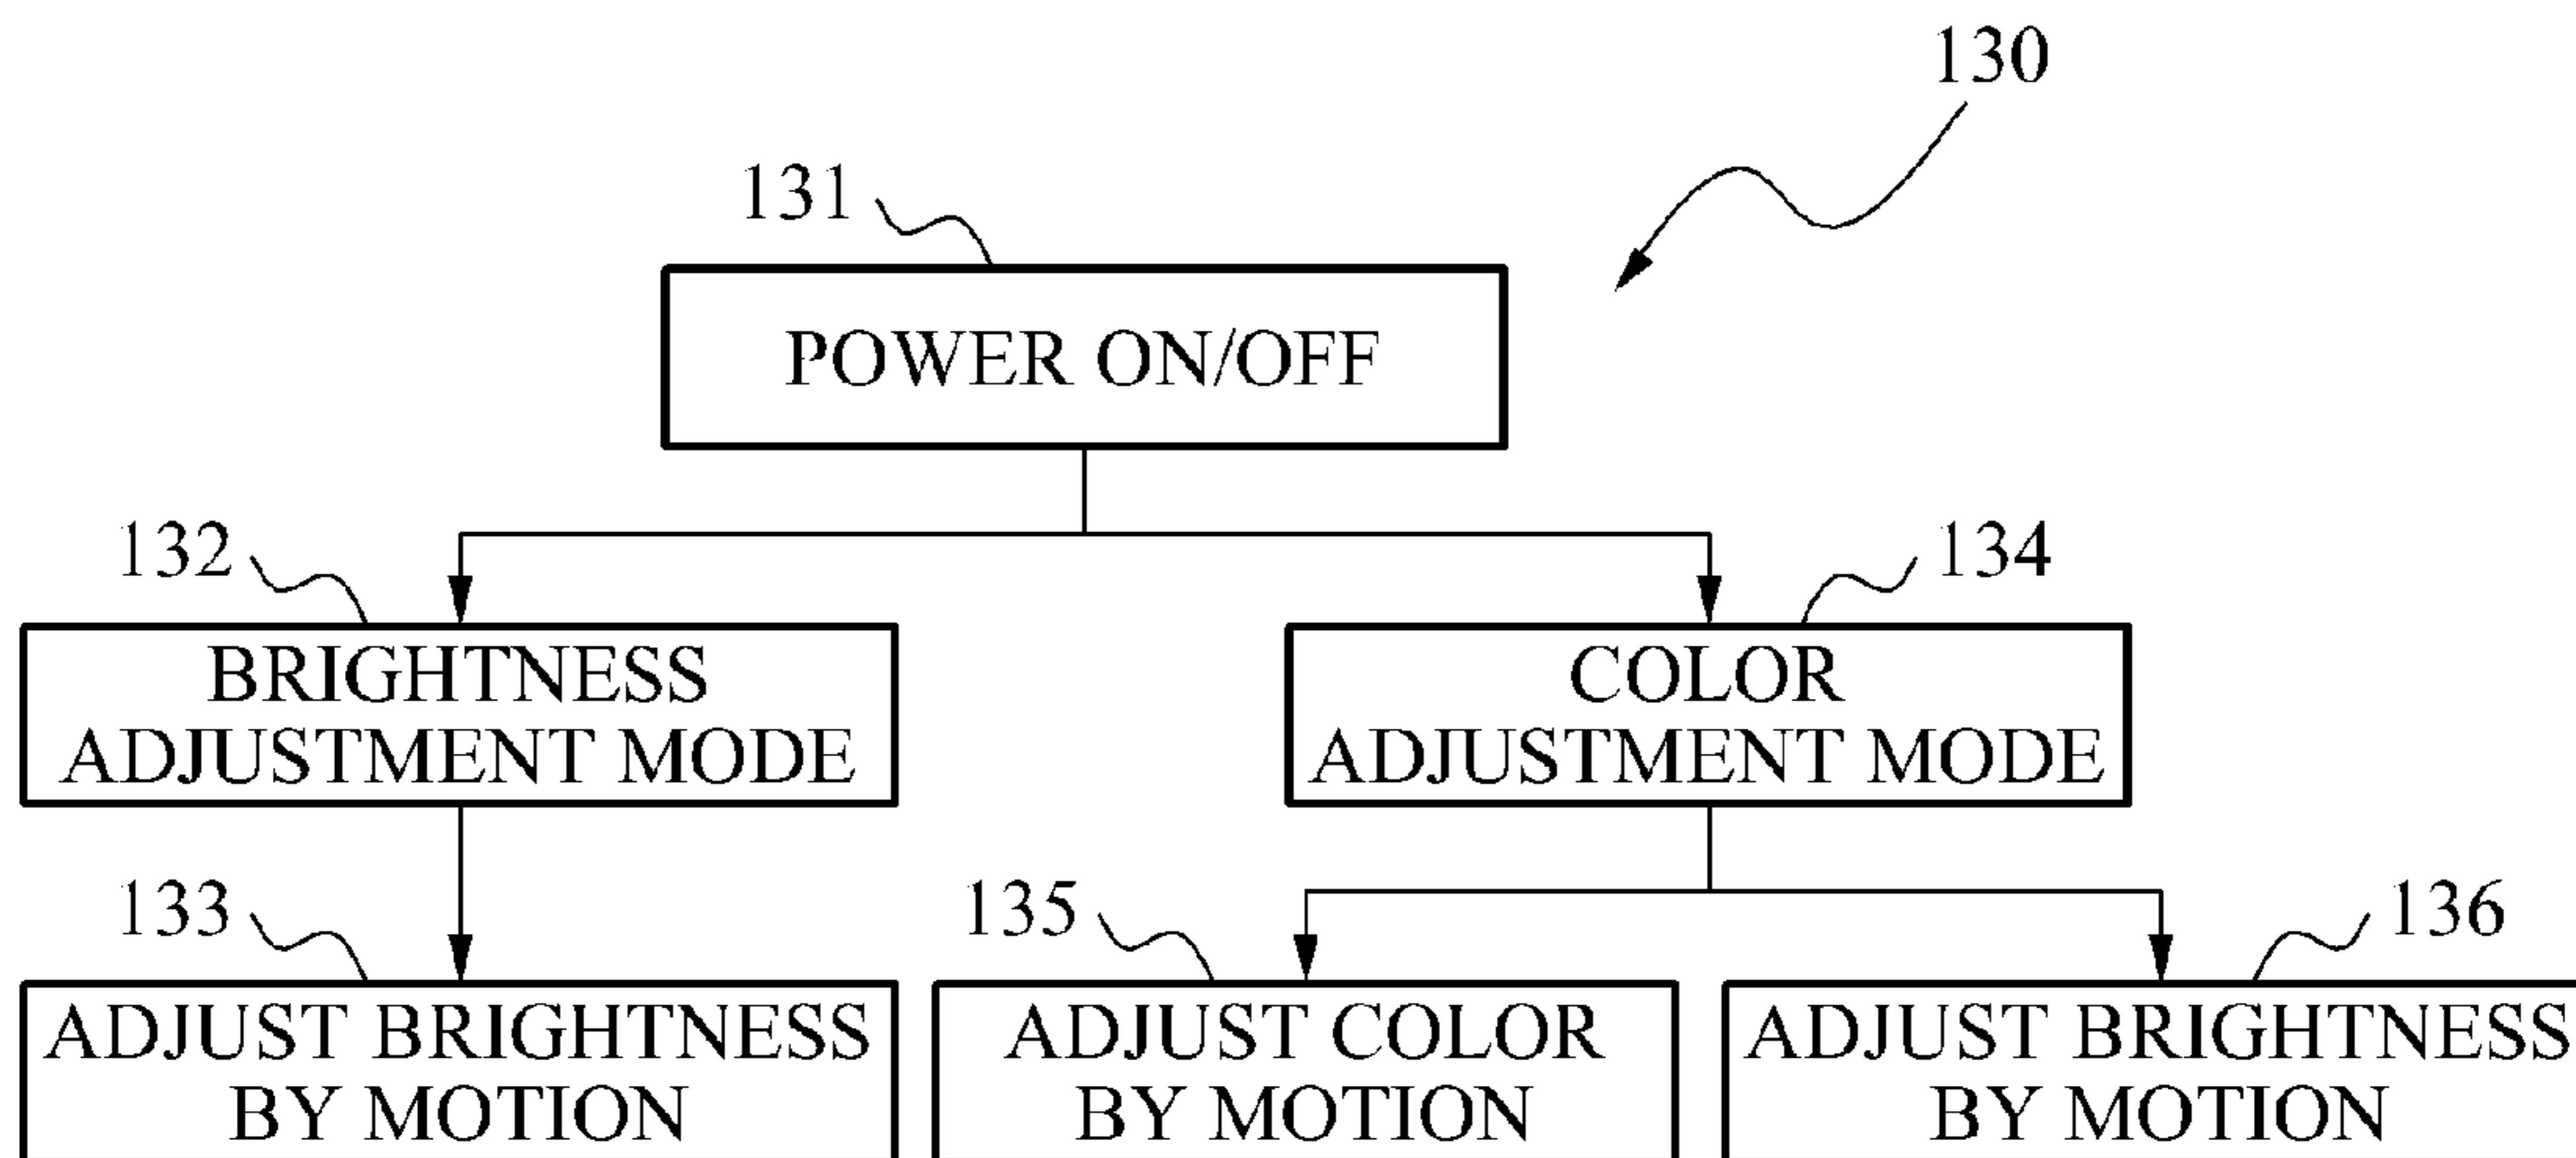 130
131
POWER ON/OFF
132
134
BRIGHTNESS
ADJUSTMENT MODE
COLOR
ADJUSTMENT MODE
133
135
136
ADJUST BRIGHTNESS
BY MOTION
ADJUST COLOR
BY MOTION
ADJUST BRIGHTNESS
BY MOTION